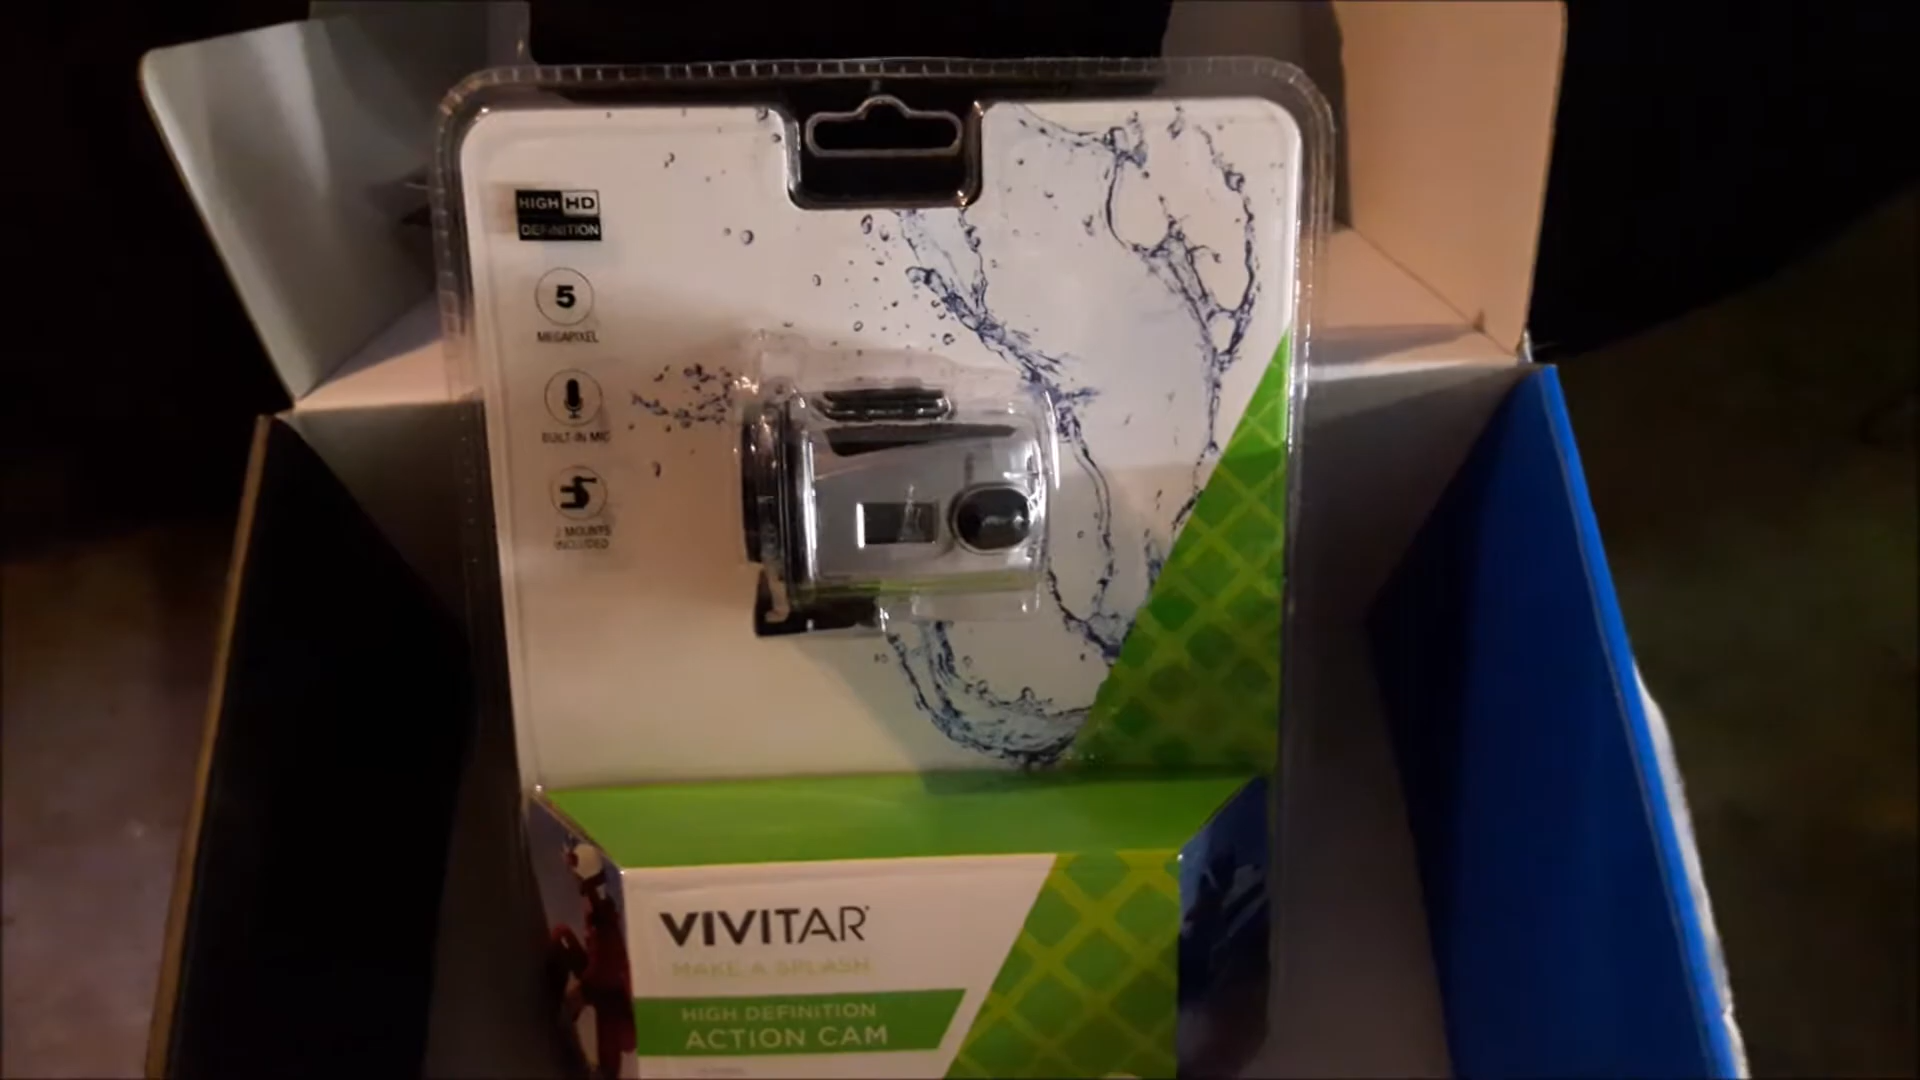 HIGH HD
DEFINITION
5
MEGAPIXEL
BUILT-IN MIC
MOUNTS
INCLUDED
VIVITAR
MAKE A SPLASH
HIGH DEFINITION
ACTION CAM